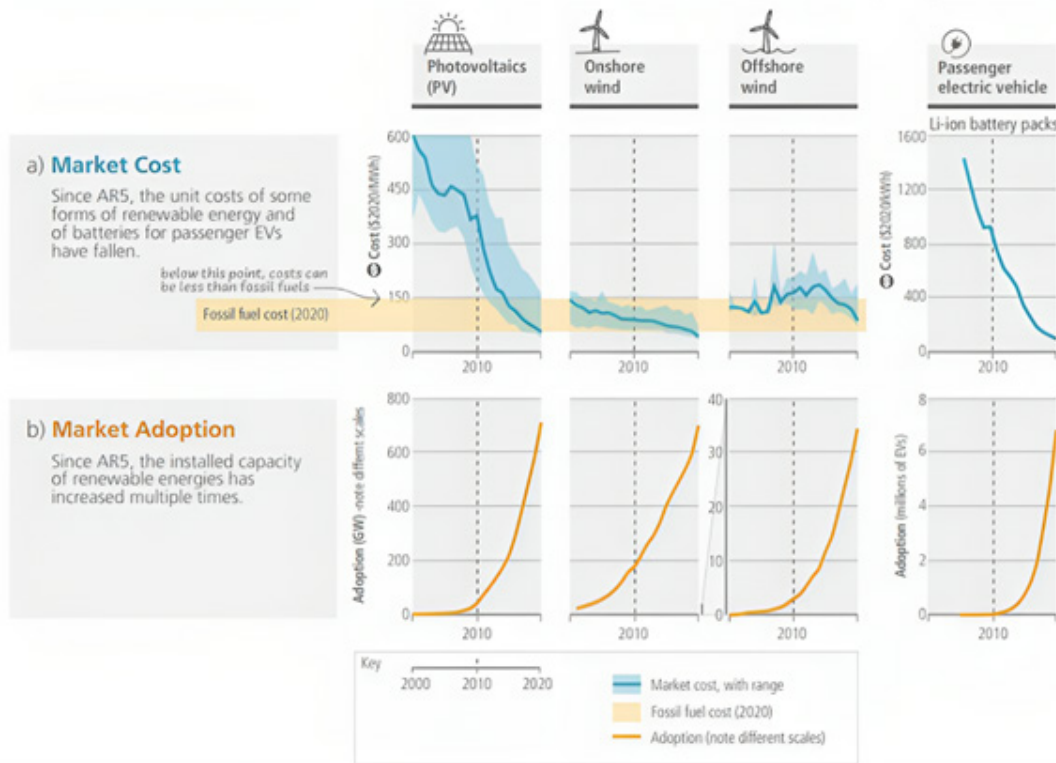 Photovoltaics
(PV)
Onshore
wind
Offshore
wind
Passenger
electric vehicle
Li-ion battery packs
a) Market Cost
Since AR5, the unit costs of some
forms of renewable energy and
of batteries for passenger EVs
have fallen.
below this point, costs can
be less than fossil fuels
Fossil fuel cost (2020)
Cost ($2020/MWh)
600
450
300
150
0
2010
2010
2010
Cost ($2020/kWh)
1600
1200
800
400
0
2010
b) Market Adoption
Since AR5, the installed capacity
of renewable energies has
increased multiple times.
Adoption (GW) -note differnt scales
800
600
400
200
0
2010
2010
40
30
20
10
0
2010
Adoption (millions of EVs)
8
6
4
2
0
2010
Key
2000 2010 2020
Market cost, with range
Fossil fuel cost (2020)
Adoption (note different scales)